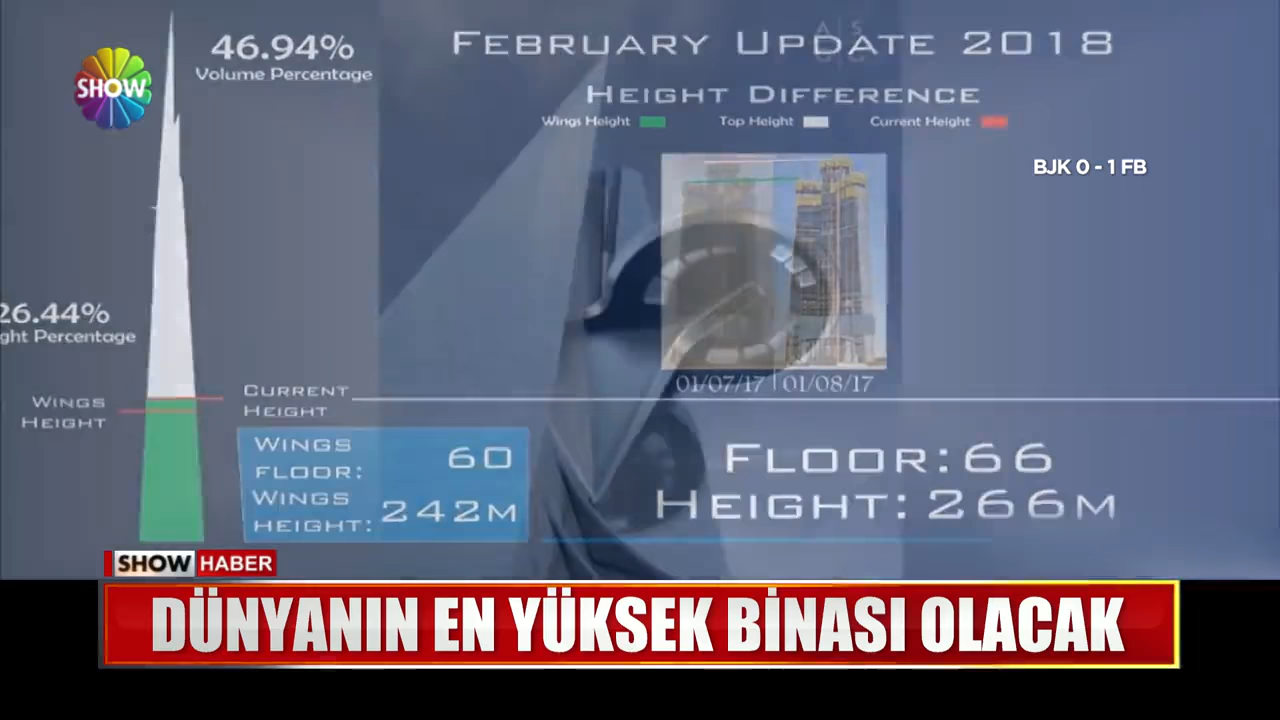 46.94%
Volume Percentage
SHOW
FEBRUARY UPDATE 2018
HEIGHT DIFFERENCE
Wings Height
Top Height
Current Height
BJK 0 - 1 FB
26.44%
ght Percentage
01/07/17 | 01/08/17
WINGS
HEIGHT
CURRENT
HEIGHT
WINGS
FLOOR: 60
WINGS
HEIGHT: 242M
FLOOR:66
HEIGHT: 266M
SHOW HABER
DÜNYANIN EN YÜKSEK BİNASI OLACAK